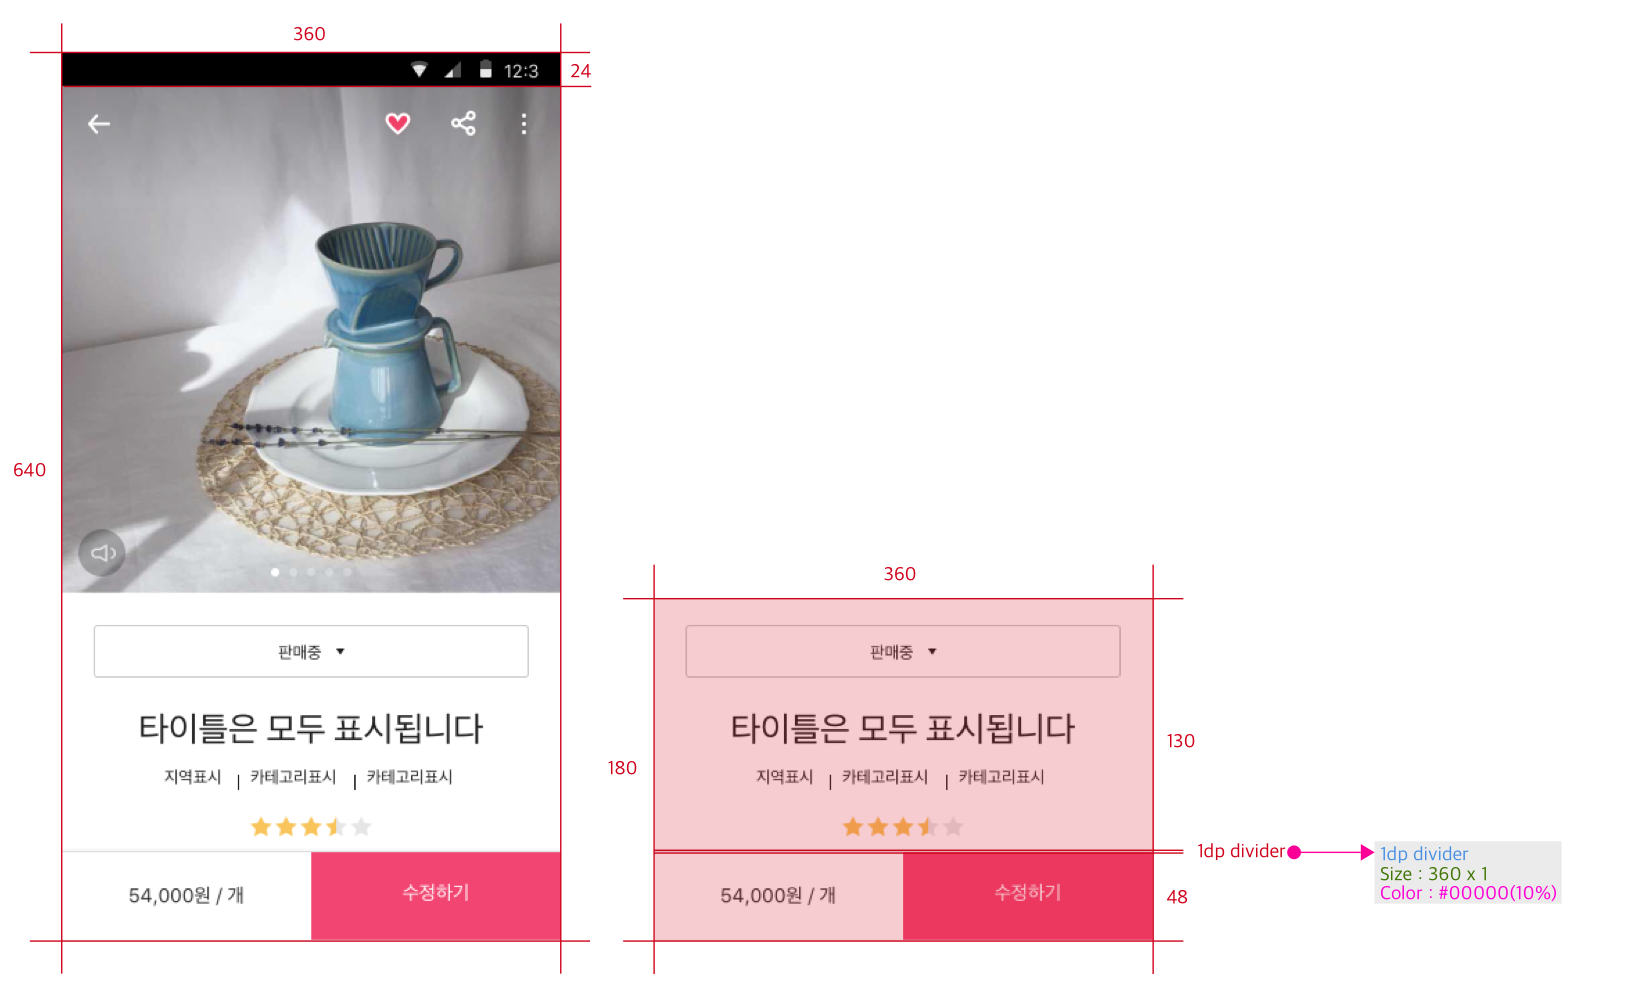 360
12:3
24
640
판매중
타이틀은 모두 표시됩니다
지역표시 | 카테고리표시 | 카테고리표시
54,000원 / 개
수정하기
360
판매중
타이틀은 모두 표시됩니다
지역표시 | 카테고리표시 | 카테고리표시
54,000원 / 개
수정하기
180
130
48
1dp divider
1dp divider
Size : 360 x 1
Color : #00000(10%)